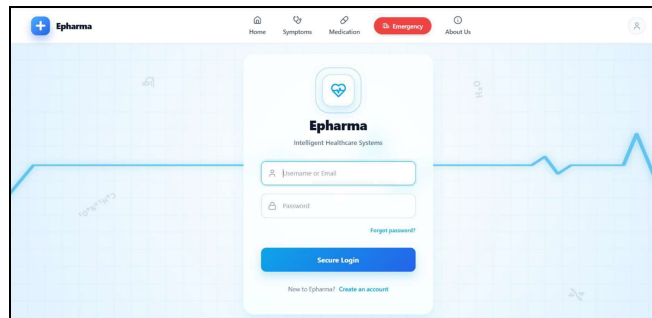 Epharma
Home Symptoms Medication Emergency About Us
Epharma
Intelligent Healthcare Systems
Username or Email
Password
Forgot password?
Secure Login
New to Epharma? Create an account